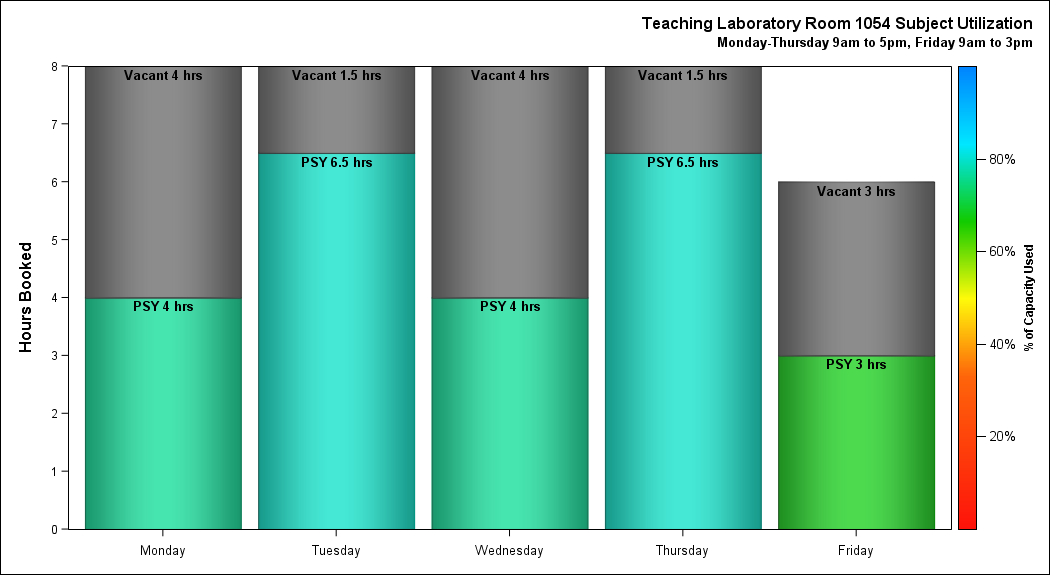 Teaching Laboratory Room 1054 Subject Utilization
Monday-Thursday 9am to 5pm, Friday 9am to 3pm
Hours Booked
8
7
6
5
4
3
2
1
0
Vacant 4 hrs
PSY 4 hrs
Vacant 1.5 hrs
PSY 6.5 hrs
Vacant 4 hrs
PSY 4 hrs
Vacant 1.5 hrs
PSY 6.5 hrs
Vacant 3 hrs
PSY 3 hrs
Monday
Tuesday
Wednesday
Thursday
Friday
80%
60%
40%
20%
% of Capacity Used